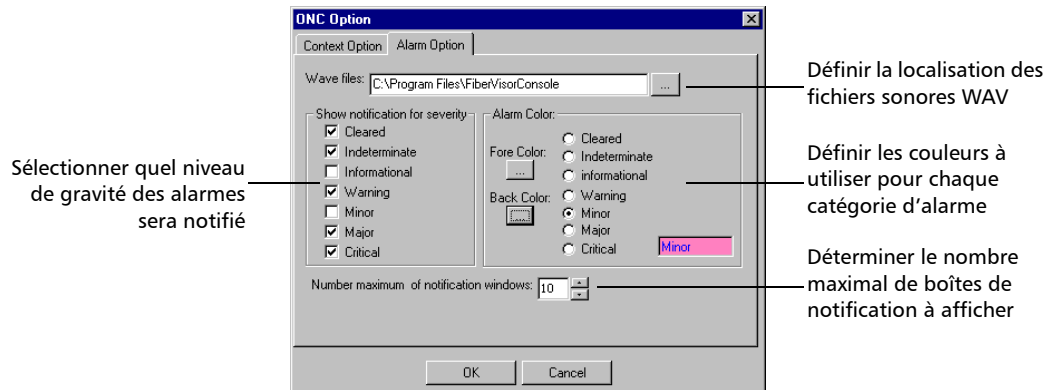 ONC Option
Context Option Alarm Option
Wave files: C:\Program Files\FiberVisorConsole ...
Définir la localisation des
fichiers sonores WAV
Show notification for severity
Cleared
Indeterminate
Informational
Warning
Minor
Major
Critical
Sélectionner quel niveau
de gravité des alarmes
sera notifié
Alarm Color:
Fore Color:
...
Back Color:
...
Cleared
Indeterminate
informational
Warning
Minor
Major
Critical
Minor
Définir les couleurs à
utiliser pour chaque
catégorie d’alarme
Number maximum of notification windows: 10
Déterminer le nombre
maximal de boîtes de
notification à afficher
OK Cancel